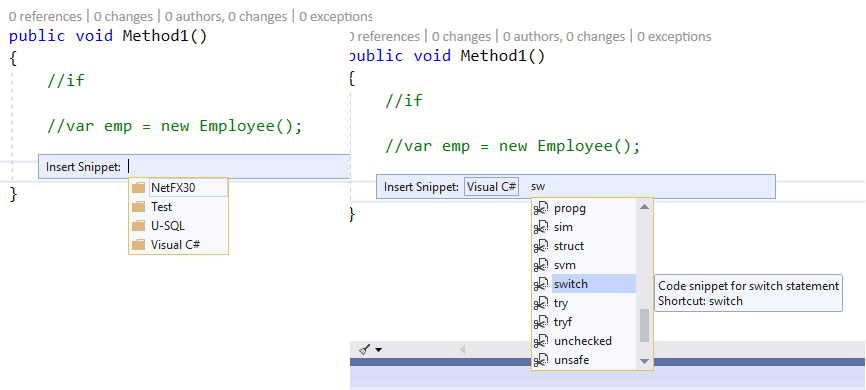 0 references | 0 changes | 0 authors, 0 changes | 0 exceptions
public void Method1()
{
//if
//var emp = new Employee();
Insert Snippet:
NetFX30
Test
U-SQL
Visual C#
}
0 references | 0 changes | 0 authors, 0 changes | 0 exceptions
public void Method1()
{
//if
//var emp = new Employee();
Insert Snippet: Visual C# sw
propg
sim
struct
svm
switch
try
tryf
unchecked
unsafe
Code snippet for switch statement
Shortcut: switch
}